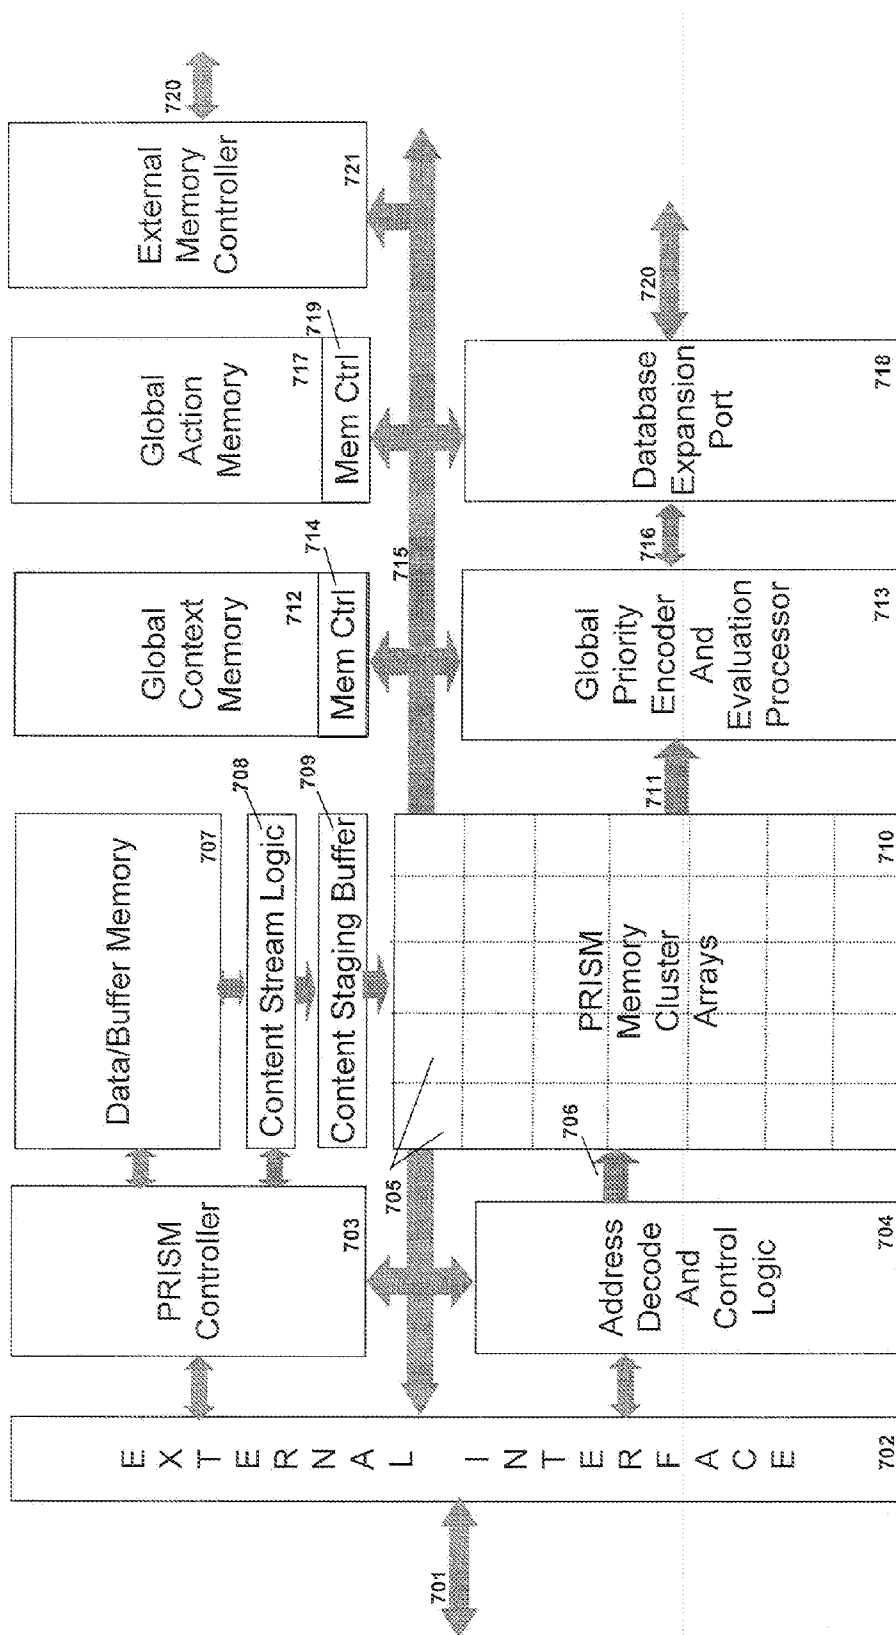 701
EXTERNAL INTERFACE
702
PRISM
Controller
703
Address
Decode
And
Control
Logic
704
705
706
Data/Buffer Memory
707
Content Stream Logic
708
Content Staging Buffer
709
PRISM
Memory
Cluster
Arrays
710
711
Global
Context
Memory
712
Mem Ctrl
714
715
Global
Priority
Encoder
And
Evaluation
Processor
713
716
Global
Action
Memory
717
Mem Ctrl
719
Database
Expansion
Port
718
720
External
Memory
Controller
721
720